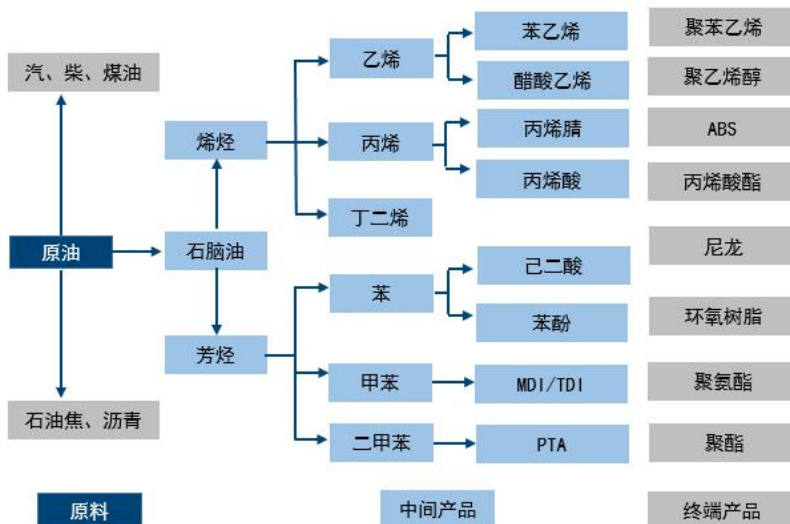 苯乙烯
聚苯乙烯
汽、柴、煤油
乙烯
醋酸乙烯
聚乙烯醇
烯烃
丙烯
丙烯腈
ABS
丙烯酸
丙烯酸酯
丁二烯
原油
石脑油
己二酸
尼龙
苯
苯酚
环氧树脂
芳烃
甲苯
MDI/TDI
聚氨酯
石油焦、沥青
二甲苯
PTA
聚酯
原料
中间产品
终端产品